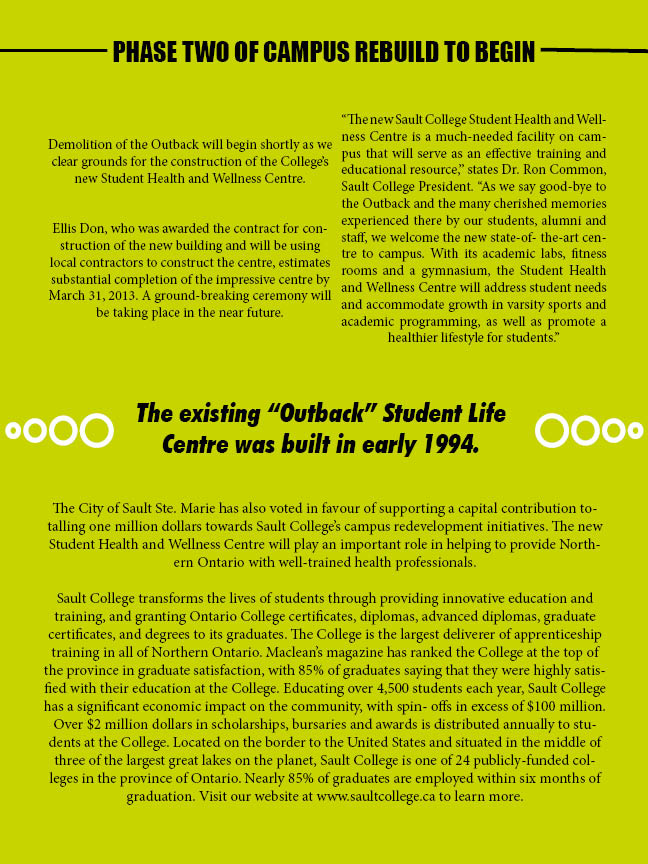 PHASE TWO OF CAMPUS REBUILD TO BEGIN
Demolition of the Outback will begin shortly as we
clear grounds for the construction of the College's
new Student Health and Wellness Centre.
Ellis Don, who was awarded the contract for con-
struction of the new building and will be using
local contractors to construct the centre, estimates
substantial completion of the impressive centre by
March 31, 2013. A ground-breaking ceremony will
be taking place in the near future.
“The new Sault College Student Health and Well-
ness Centre is a much-needed facility on cam-
pus that will serve as an effective training and
educational resource,” states Dr. Ron Common,
Sault College President. “As we say good-bye to
the Outback and the many cherished memories
experienced there by our students, alumni and
staff, we welcome the new state-of- the-art cen-
tre to campus. With its academic labs, fitness
rooms and a gymnasium, the Student Health
and Wellness Centre will address student needs
and accommodate growth in varsity sports and
academic programming, as well as promote a
healthier lifestyle for students.”
The existing “Outback” Student Life
Centre was built in early 1994.
The City of Sault Ste. Marie has also voted in favour of supporting a capital contribution to-
talling one million dollars towards Sault College's campus redevelopment initiatives. The new
Student Health and Wellness Centre will play an important role in helping to provide North-
ern Ontario with well-trained health professionals.
Sault College transforms the lives of students through providing innovative education and
training, and granting Ontario College certificates, diplomas, advanced diplomas, graduate
certificates, and degrees to its graduates. The College is the largest deliverer of apprenticeship
training in all of Northern Ontario. Maclean's magazine has ranked the College at the top of
the province in graduate satisfaction, with 85% of graduates saying that they were highly satis-
fied with their education at the College. Educating over 4,500 students each year, Sault College
has a significant economic impact on the community, with spin- offs in excess of $100 million.
Over $2 million dollars in scholarships, bursaries and awards is distributed annually to stu-
dents at the College. Located on the border to the United States and situated in the middle of
three of the largest great lakes on the planet, Sault College is one of 24 publicly-funded col-
leges in the province of Ontario. Nearly 85% of graduates are employed within six months of
graduation. Visit our website at www.saultcollege.ca to learn more.